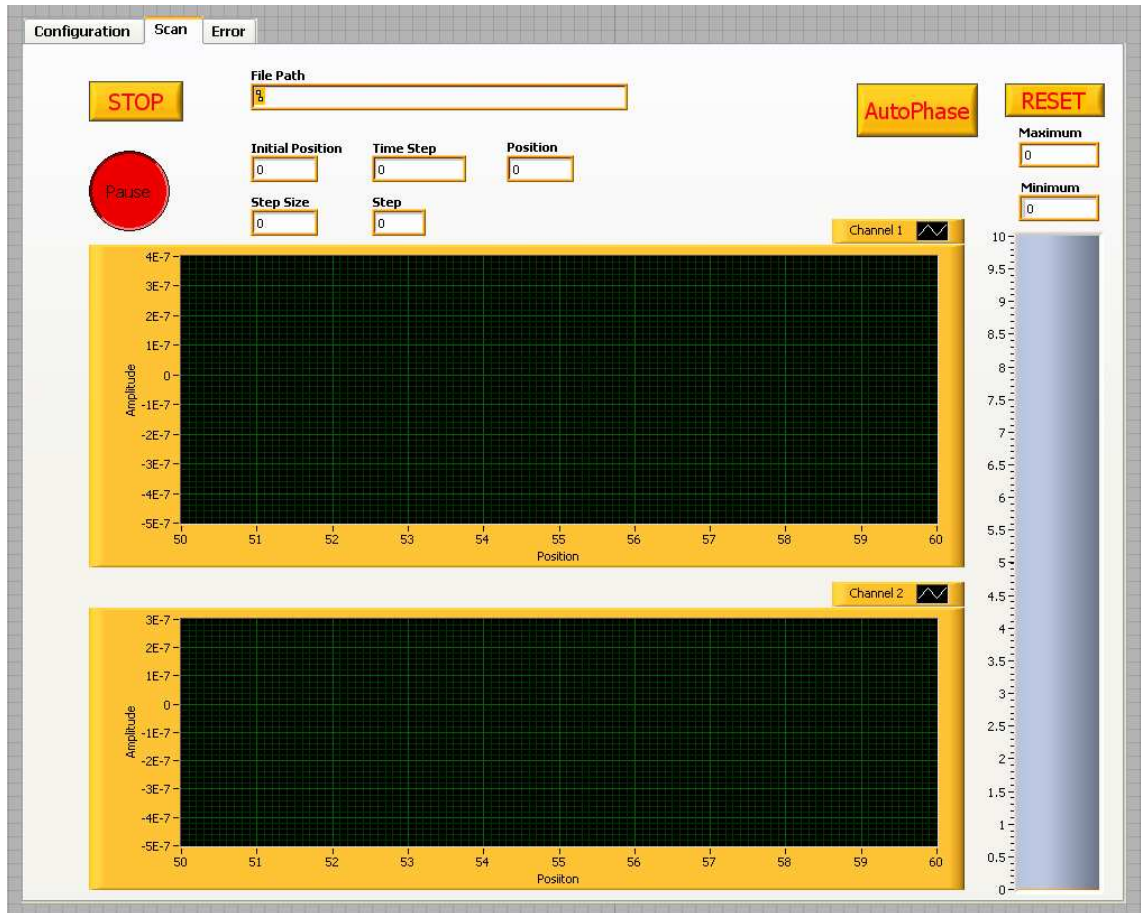 Configuration Scan Error
STOP
File Path
AutoPhase
RESET
Maximum
0
Minimum
0
Pause
Initial Position Time Step Position
0 0 0
Step Size Step
0 0
Channel 1
4E-7
3E-7
2E-7
1E-7
0
-1E-7
-2E-7
-3E-7
-4E-7
-5E-7
Amplitude
50 51 52 53 54 55 56 57 58 59 60
Position
Channel 2
3E-7
2E-7
1E-7
0
-1E-7
-2E-7
-3E-7
-4E-7
-5E-7
Amplitude
50 51 52 53 54 55 56 57 58 59 60
Posiiton
10
9.5
9
8.5
8
7.5
7
6.5
6
5.5
5
4.5
4
3.5
3
2.5
2
1.5
1
0.5
0